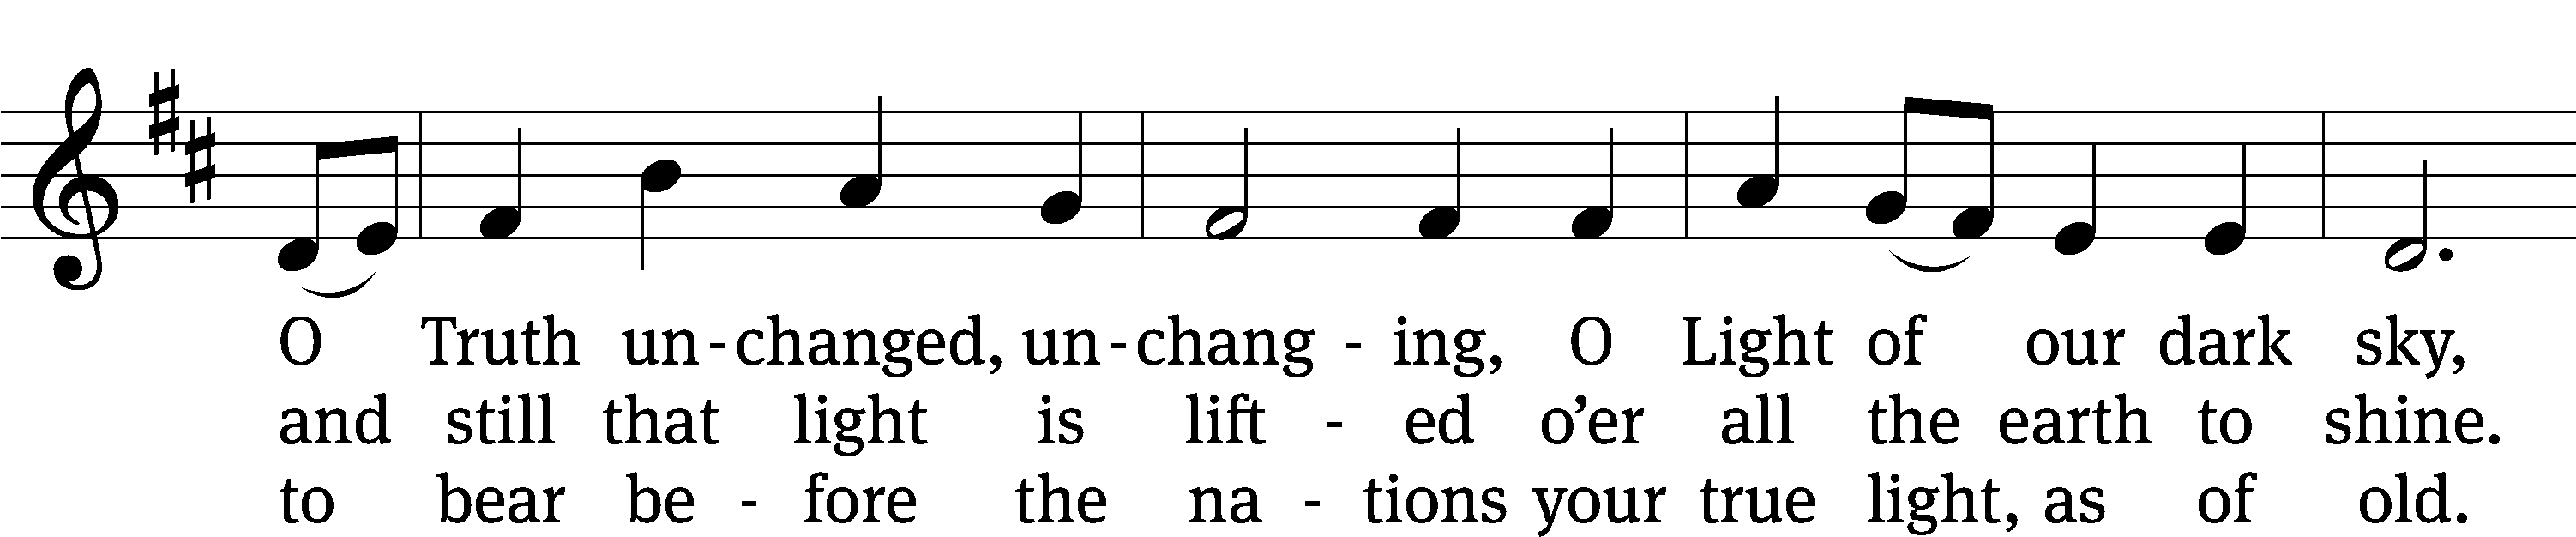 O Truth un-changed, un-chang - ing, O Light of our dark sky,
and still that light is lift - ed o’er all the earth to shine.
to bear be - fore the na - tions your true light, as of old.